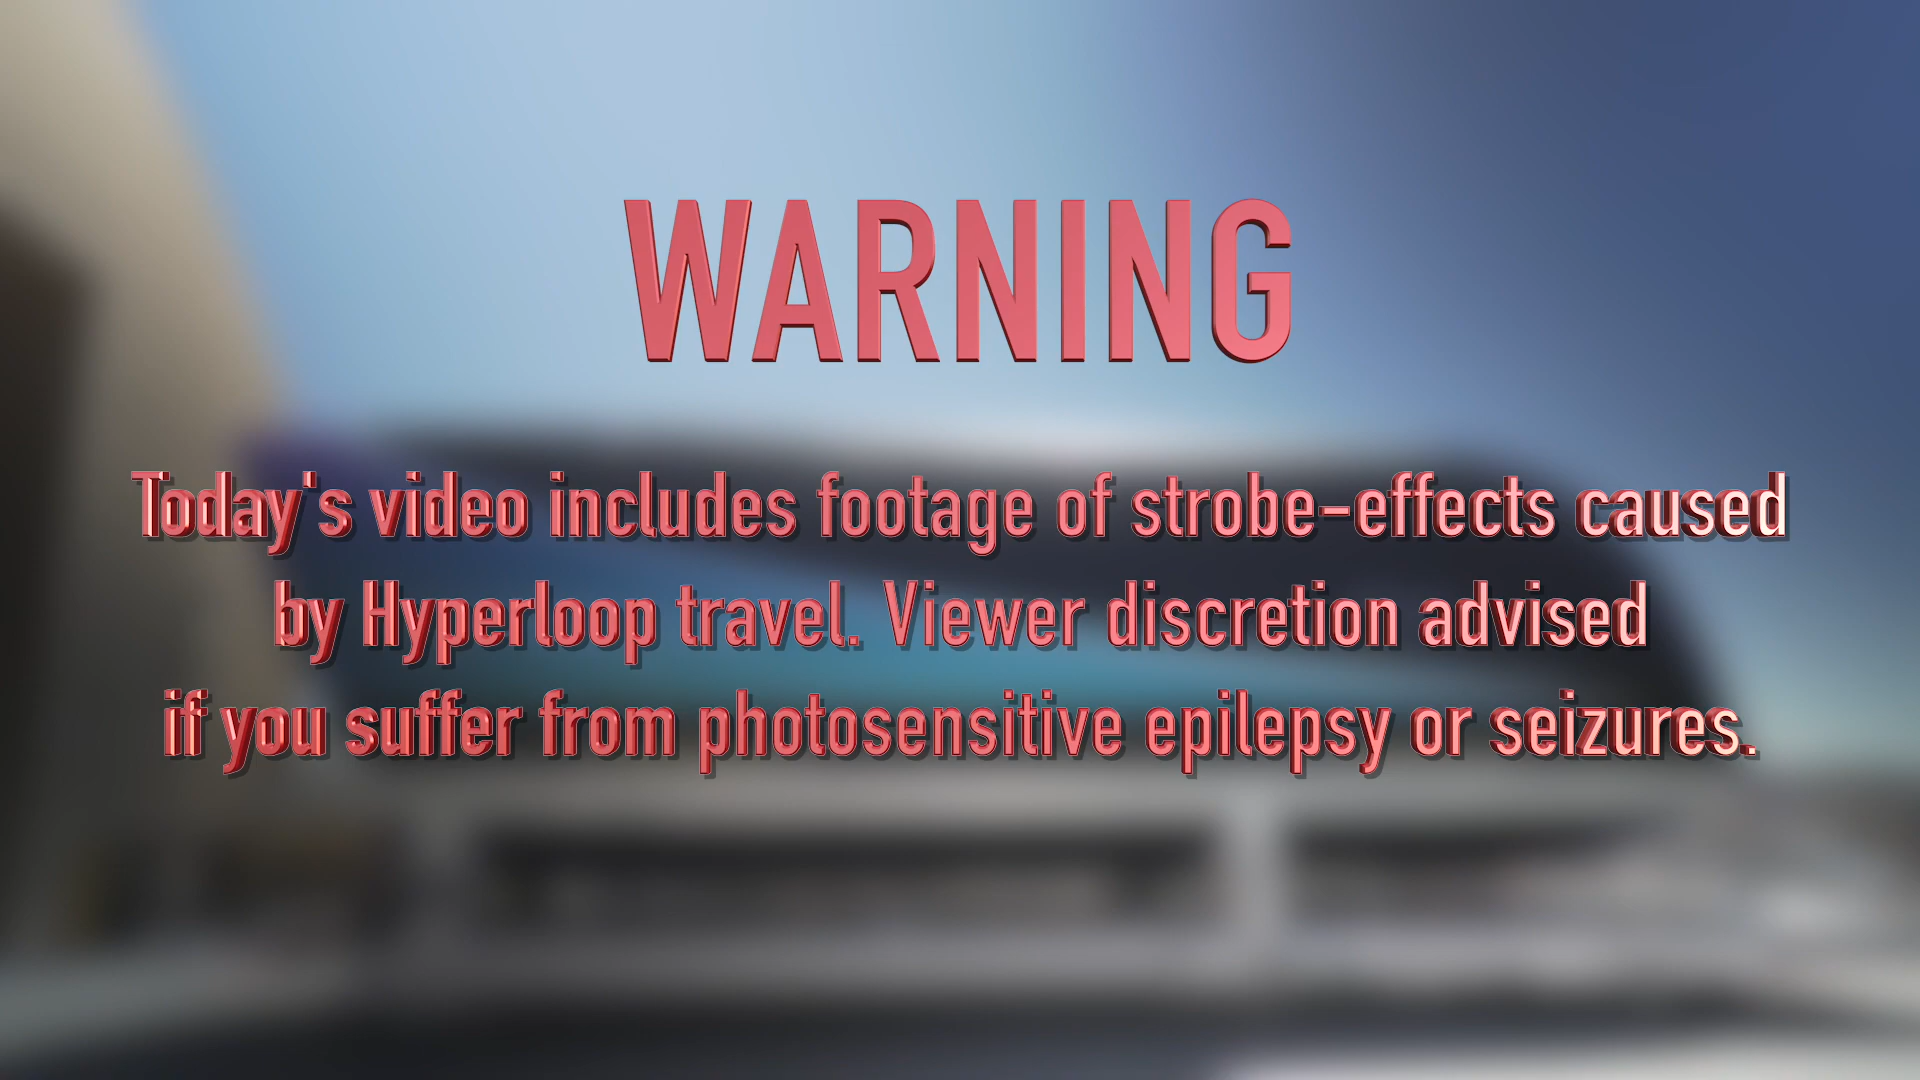 WARNING
Today's video includes footage of strobe-effects caused
by Hyperloop travel. Viewer discretion advised
if you suffer from photosensitive epilepsy or seizures.